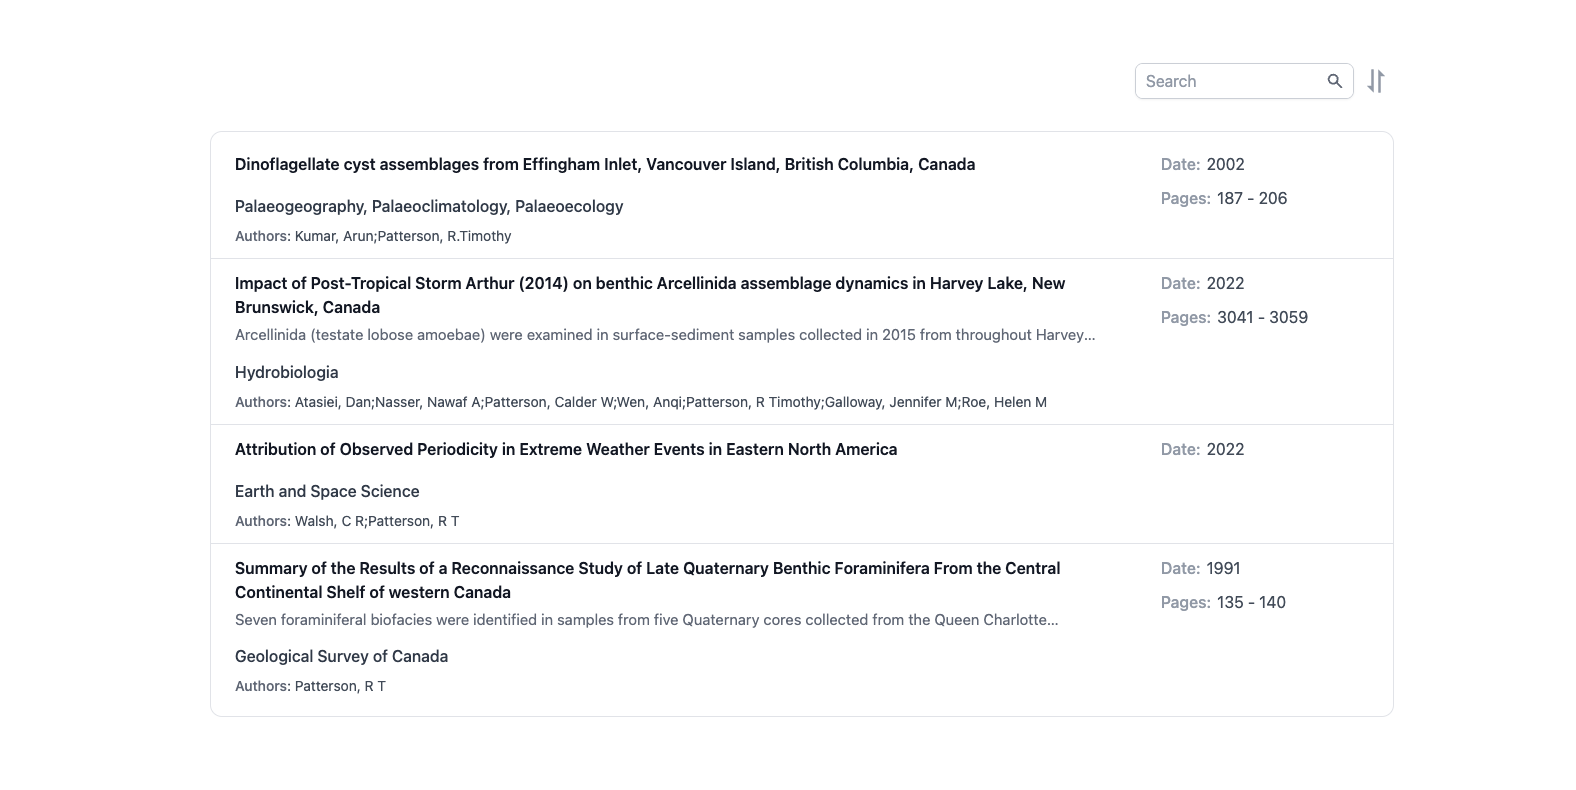 Search
Dinoflagellate cyst assemblages from Effingham Inlet, Vancouver Island, British Columbia, Canada
Date: 2002
Pages: 187 - 206
Palaeogeography, Palaeoclimatology, Palaeoecology
Authors: Kumar, Arun;Patterson, R.Timothy
Impact of Post-Tropical Storm Arthur (2014) on benthic Arcellinida assemblage dynamics in Harvey Lake, New
Brunswick, Canada
Date: 2022
Pages: 3041 - 3059
Arcellinida (testate lobose amoebae) were examined in surface-sediment samples collected in 2015 from throughout Harvey...
Hydrobiologia
Authors: Atasiei, Dan;Nasser, Nawaf A;Patterson, Calder W;Wen, Anqi;Patterson, R Timothy;Galloway, Jennifer M;Roe, Helen M
Attribution of Observed Periodicity in Extreme Weather Events in Eastern North America
Date: 2022
Earth and Space Science
Authors: Walsh, C R;Patterson, R T
Summary of the Results of a Reconnaissance Study of Late Quaternary Benthic Foraminifera From the Central
Continental Shelf of western Canada
Date: 1991
Pages: 135 - 140
Seven foraminiferal biofacies were identified in samples from five Quaternary cores collected from the Queen Charlotte...
Geological Survey of Canada
Authors: Patterson, R T